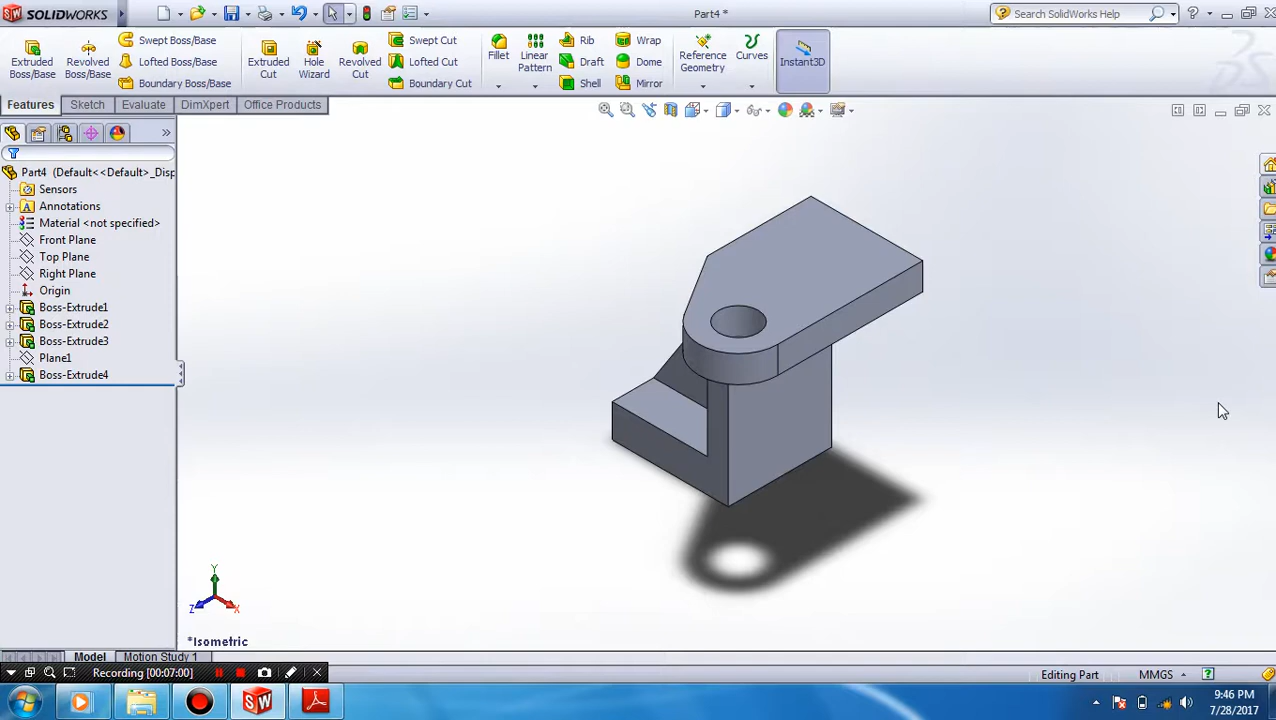 SW SOLIDWORKS
Part4 *
Search SolidWorks Help
Extruded Boss/Base
Revolved Boss/Base
Swept Boss/Base
Lofted Boss/Base
Boundary Boss/Base
Extruded Cut
Hole Wizard
Revolved Cut
Swept Cut
Lofted Cut
Boundary Cut
Fillet
Linear Pattern
Rib
Draft
Shell
Wrap
Dome
Mirror
Reference Geometry
Curves
Instant3D
Features Sketch Evaluate DimXpert Office Products
Part4 (Default<<Default>_Disp
Sensors
Annotations
Material <not specified>
Front Plane
Top Plane
Right Plane
Origin
Boss-Extrude1
Boss-Extrude2
Boss-Extrude3
Plane1
Boss-Extrude4
Y
Z X
*Isometric
Model Motion Study 1
Recording [00:07:00]
Editing Part MMGS
SW
9:46 PM
7/28/2017